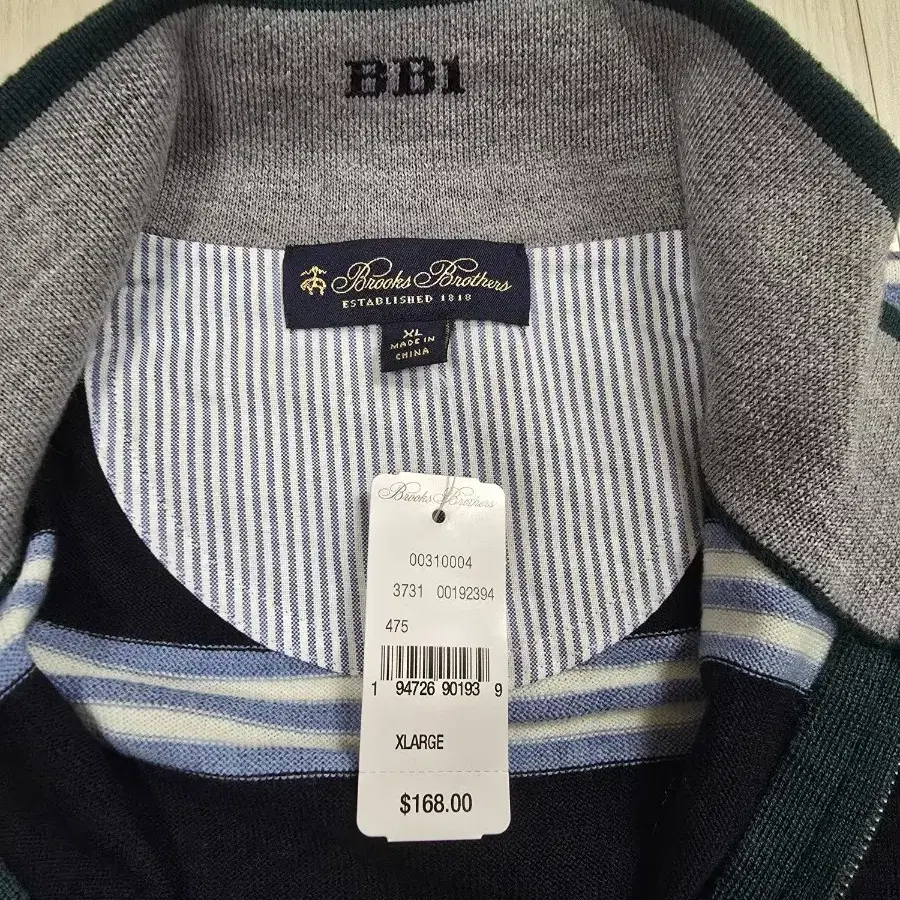 BB1
Brooks Brothers
ESTABLISHED 1818
XL
MADE IN
CHINA
Brooks Brothers
00310004
3731 00192394
475
1 94726 90193 9
XLARGE
$168.00